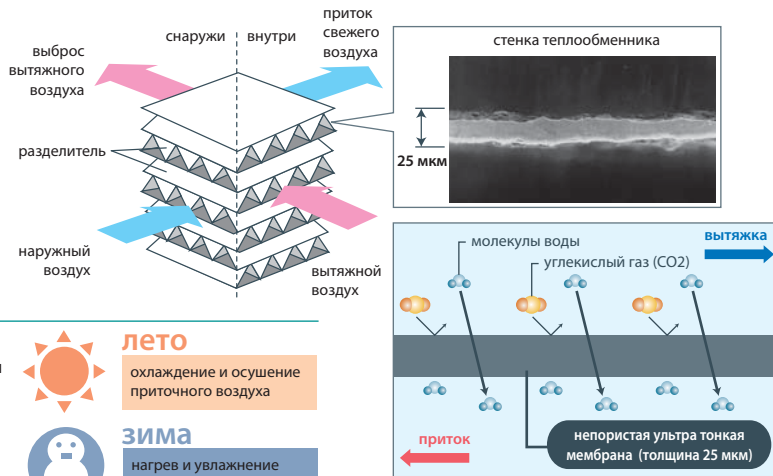 приток
свежего
воздуха
снаружи
внутри
выброс
вытяжного
воздуха
разделитель
наружный
воздух
вытяжной
воздух
стенка теплообменника
25 мкм
молекулы воды
вытяжка
углекислый газ (CO2)
приток
непористая ультра тонкая
мембрана (толщина 25 мкм)
лето
охлаждение и осушение
приточного воздуха
зима
нагрев и увлажнение